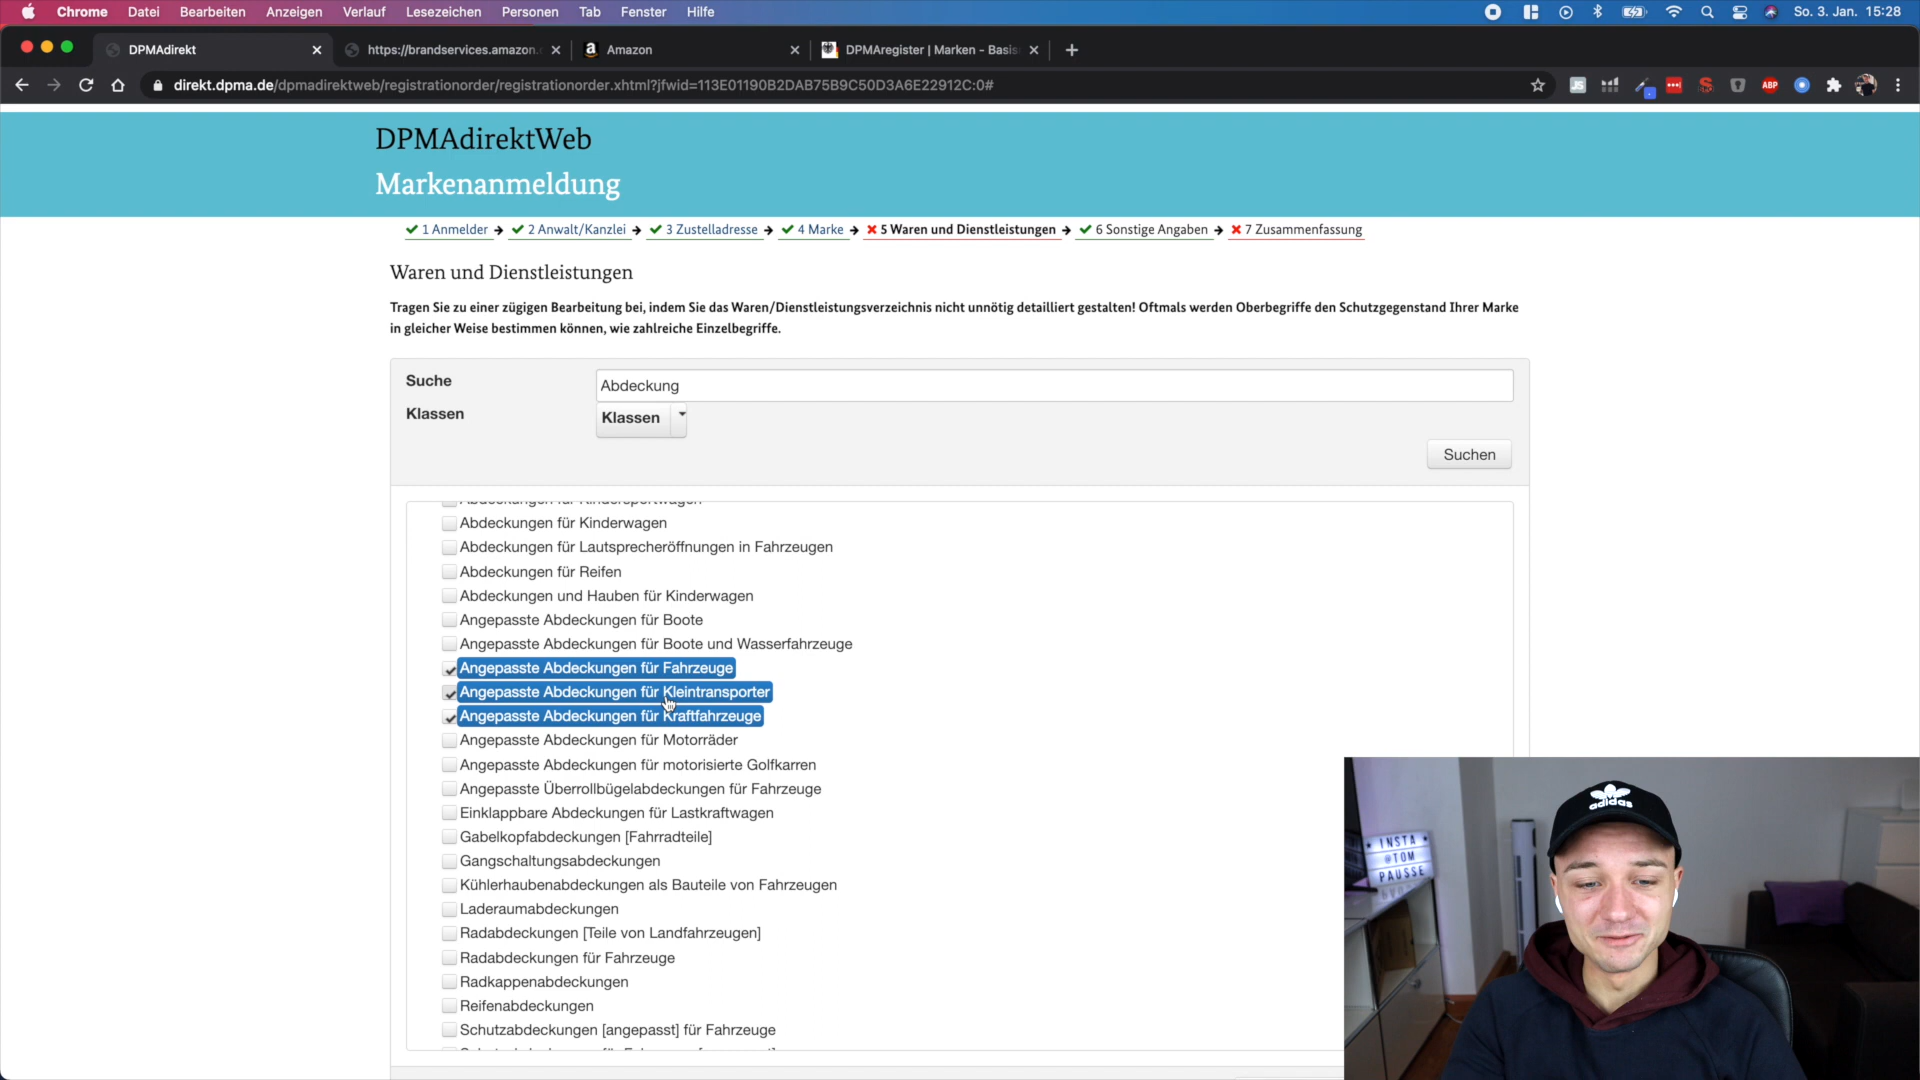 Chrome Datei Bearbeiten Anzeigen Verlauf Lesezeichen Personen Tab Fenster Hilfe So. 3. Jan. 15:28
DPMAdirekt https://brandservices.amazon. Amazon DPMAregister | Marken - Basis
direkt.dpma.de/dpmadirektweb/registrationorder/registrationorder.xhtml?jfwid=113E01190B2DAB75B9C50D3A6E22912C:0# ABP
DPMAdirektWeb
Markenanmeldung
1 Anmelder 2 Anwalt/Kanzlei 3 Zustelladresse 4 Marke 5 Waren und Dienstleistungen 6 Sonstige Angaben 7 Zusammenfassung
Waren und Dienstleistungen
Tragen Sie zu einer zügigen Bearbeitung bei, indem Sie das Waren/Dienstleistungsverzeichnis nicht unnötig detailliert gestalten! Oftmals werden Oberbegriffe den Schutzgegenstand Ihrer Marke
in gleicher Weise bestimmen können, wie zahlreiche Einzelbegriffe.
Suche Abdeckung
Klassen Klassen
Suchen
Abdeckungen für Kindersportwagen
Abdeckungen für Kinderwagen
Abdeckungen für Lautsprecheröffnungen in Fahrzeugen
Abdeckungen für Reifen
Abdeckungen und Hauben für Kinderwagen
Angepasste Abdeckungen für Boote
Angepasste Abdeckungen für Boote und Wasserfahrzeuge
Angepasste Abdeckungen für Fahrzeuge
Angepasste Abdeckungen für Kleintransporter
Angepasste Abdeckungen für Kraftfahrzeuge
Angepasste Abdeckungen für Motorräder
Angepasste Abdeckungen für motorisierte Golfkarren
Angepasste Überrollbügelabdeckungen für Fahrzeuge
Einklappbare Abdeckungen für Lastkraftwagen
Gabelkopfabdeckungen [Fahrradteile]
Gangschaltungsabdeckungen
Kühlerhaubenabdeckungen als Bauteile von Fahrzeugen
Laderaumabdeckungen
Radabdeckungen [Teile von Landfahrzeugen]
Radabdeckungen für Fahrzeuge
Radkappenabdeckungen
Reifenabdeckungen
Schutzabdeckungen [angepasst] für Fahrzeuge
adidas
INSTA
@TOM
PAUSSE